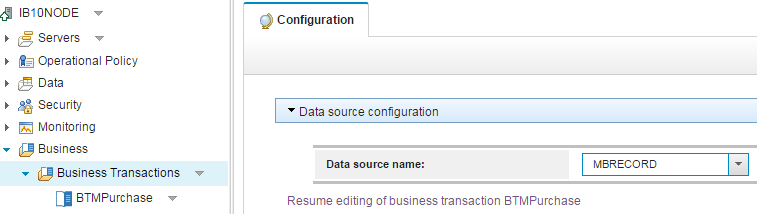 IB10NODE
Servers
Operational Policy
Data
Security
Monitoring
Business
Business Transactions
BTMPurchase
Configuration
Data source configuration
Data source name: MBRECORD
Resume editing of business transaction BTMPurchase